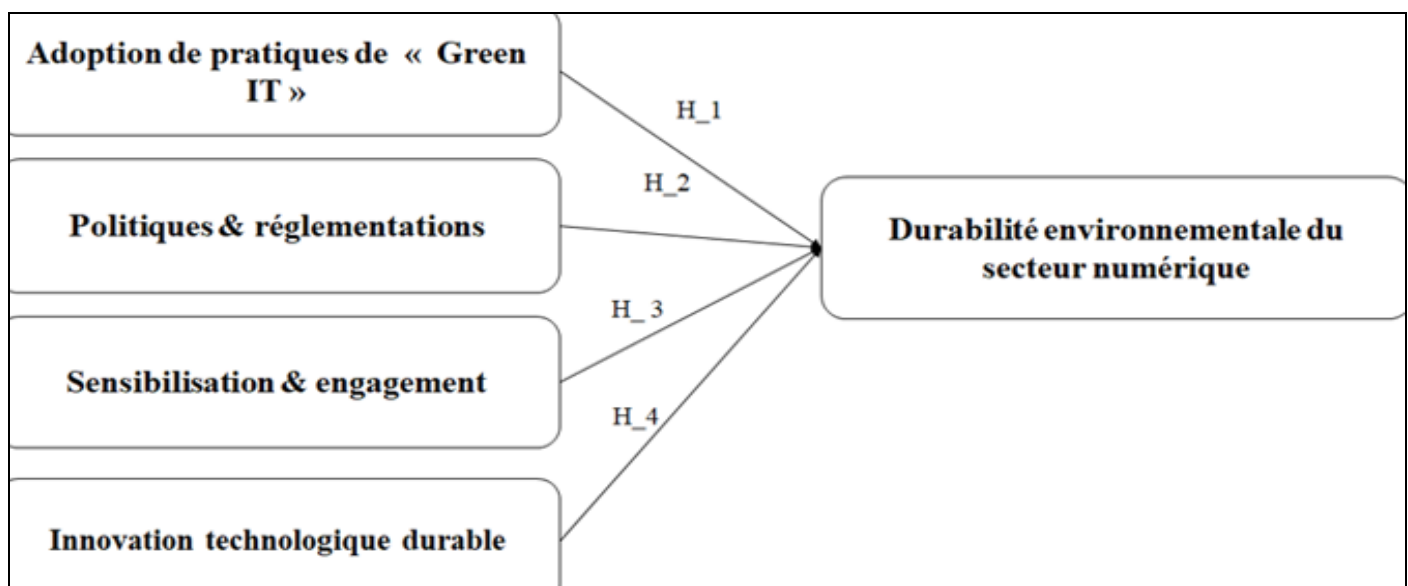 Adoption de pratiques de « Green
IT »
H_1
H_2
Politiques & réglementations
Durabilité environnementale du
secteur numérique
H_ 3
Sensibilisation & engagement
H_4
Innovation technologique durable